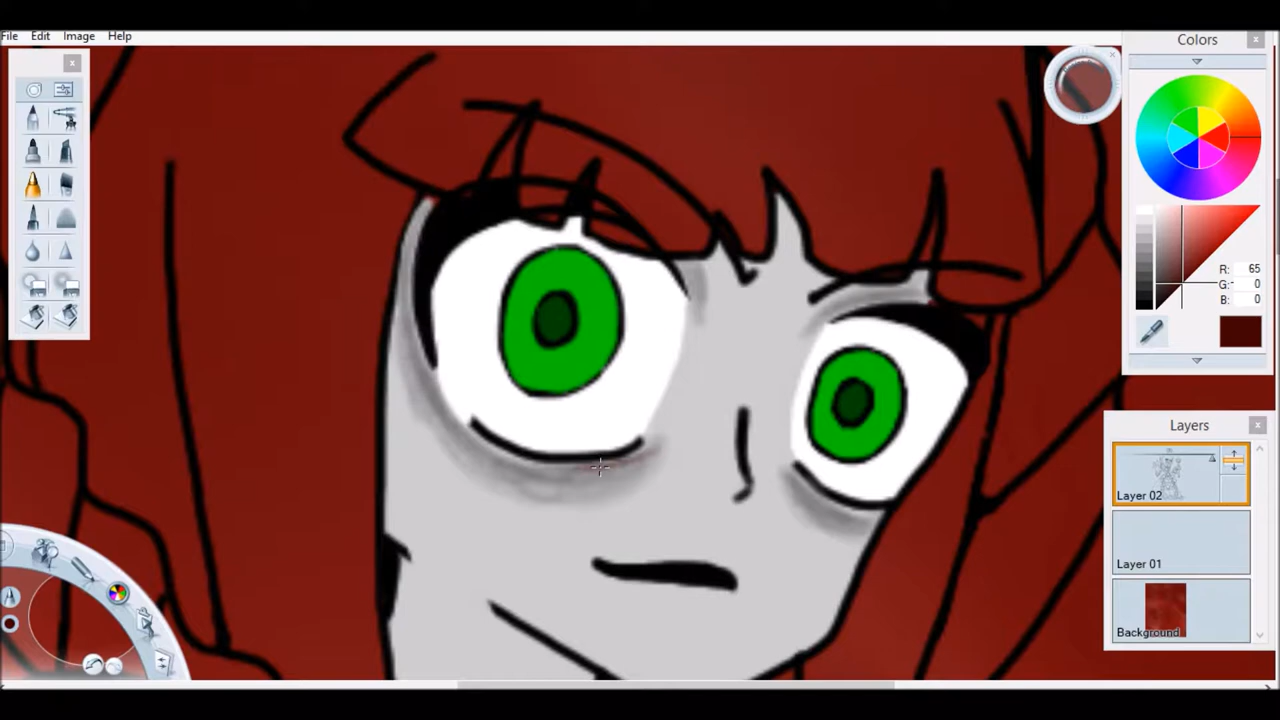 File Edit Image Help
Colors
R: 65
G: 0
B: 0
Layers
Layer 02
Layer 01
Background